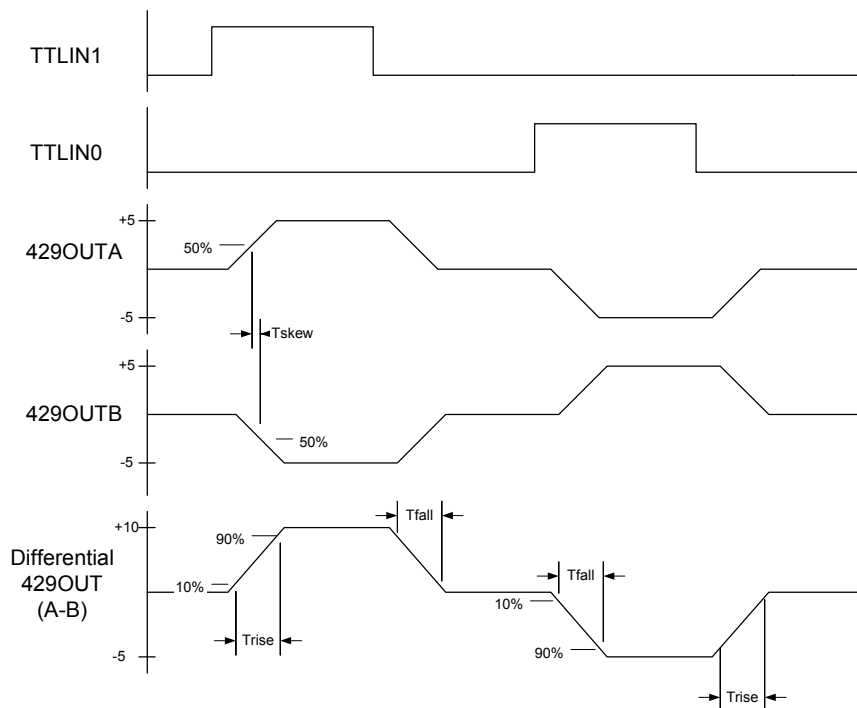 TTLIN1
TTLIN0
+5
50%
429OUTA
-5
Tskew
+5
429OUTB
50%
-5
+10
Tfall
90%
Differential
429OUT
(A-B)
10%
Tfall
10%
Trise
90%
-5
Trise